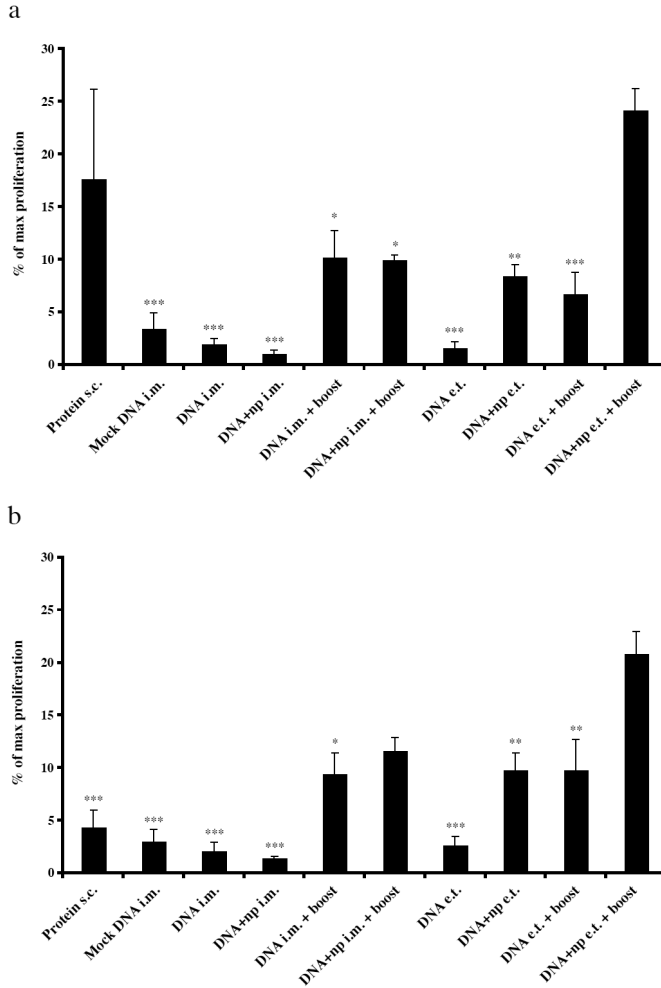 a
% of max proliferation
30
25
20
15
10
5
0
***
***
***
*
*
***
**
***
Protein s.c.
Mock DNA i.m.
DNA i.m.
DNA+np i.m.
DNA i.m. + boost
DNA+np i.m. + boost
DNA e.t.
DNA+np e.t.
DNA e.t. + boost
DNA+np e.t. + boost
b
% of max proliferation
30
25
20
15
10
5
0
***
***
***
***
*
***
**
**
Protein s.c.
Mock DNA i.m.
DNA i.m.
DNA+np i.m.
DNA i.m. + boost
DNA+np i.m. + boost
DNA e.t.
DNA+np e.t.
DNA e.t. + boost
DNA+np e.t. + boost